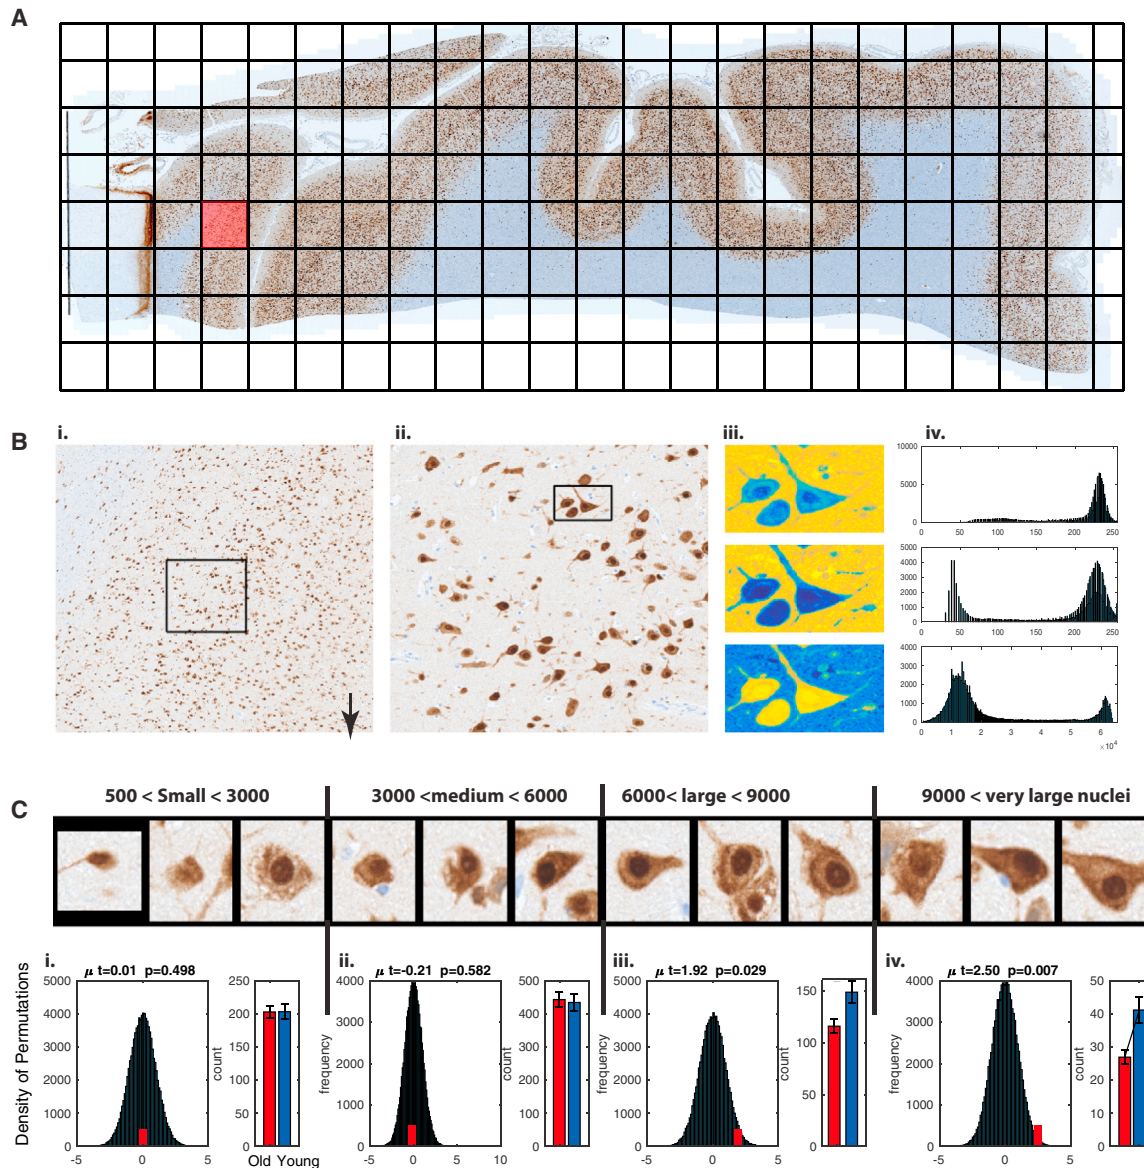 A
B
i.
ii.
iii.
iv.
10000
5000
0
0 50 100 150 200 250
5000
4000
3000
2000
1000
0
0 50 100 150 200 250
4000
3000
2000
1000
0
0 1 2 3 4 5 6
×10⁴
C
500 < Small < 3000
3000 <medium < 6000
6000< large < 9000
9000 < very large nuclei
Density of Permutations
i.
μ t=0.01 p=0.498
5000
4000
3000
2000
1000
0
-5 0 5
count
250
200
150
100
50
0
Old Young
ii.
μ t=-0.21 p=0.582
frequency
4000
3000
2000
1000
0
-5 0 5 10
count
500
400
300
200
100
0
iii.
μ t=1.92 p=0.029
frequency
5000
4000
3000
2000
1000
0
-5 0 5
count
150
100
50
0
iv.
μ t=2.50 p=0.007
frequency
4000
3000
2000
1000
0
-5 0 5
count
50
40
30
20
10
0